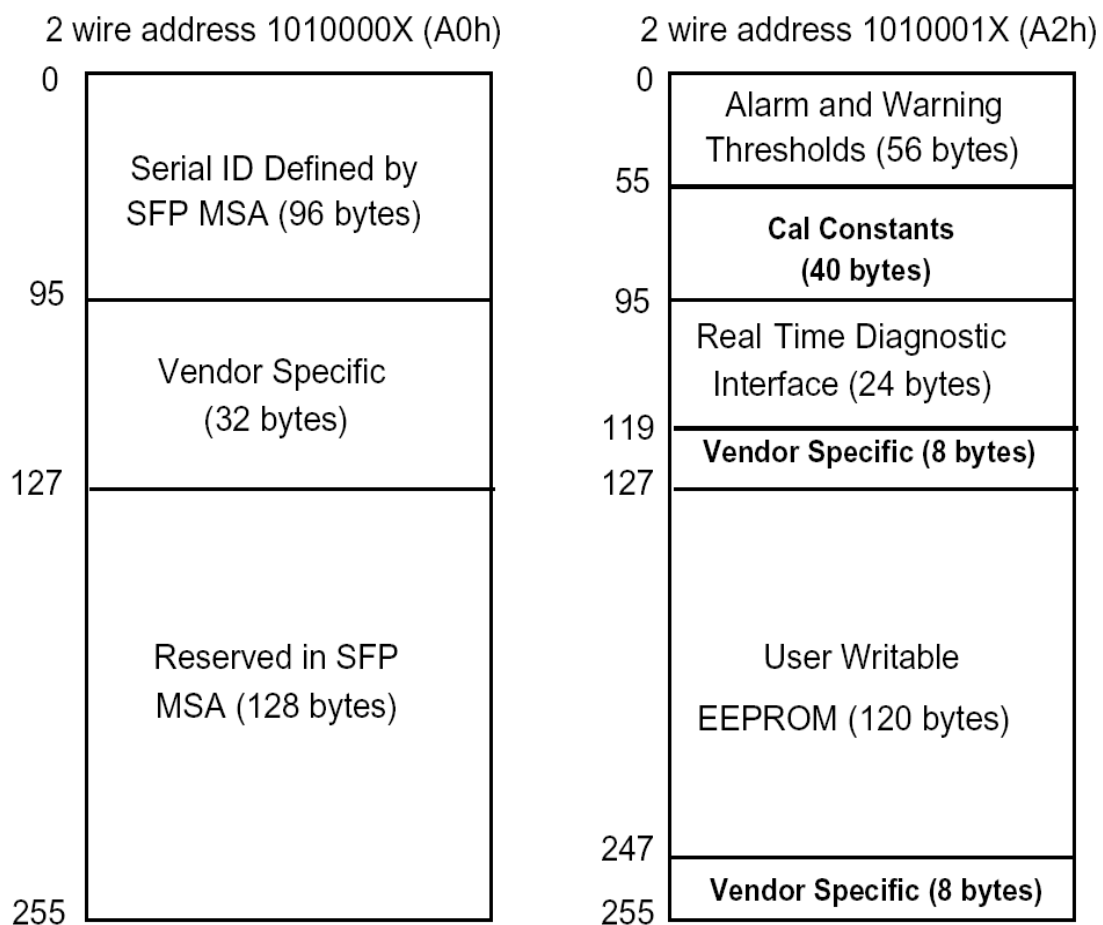 2 wire address 1010000X (A0h)
0
Serial ID Defined by
SFP MSA (96 bytes)
95
Vendor Specific
(32 bytes)
127
Reserved in SFP
MSA (128 bytes)
255
2 wire address 1010001X (A2h)
0
Alarm and Warning
Thresholds (56 bytes)
55
Cal Constants
(40 bytes)
95
Real Time Diagnostic
Interface (24 bytes)
119
Vendor Specific (8 bytes)
127
User Writable
EEPROM (120 bytes)
247
Vendor Specific (8 bytes)
255